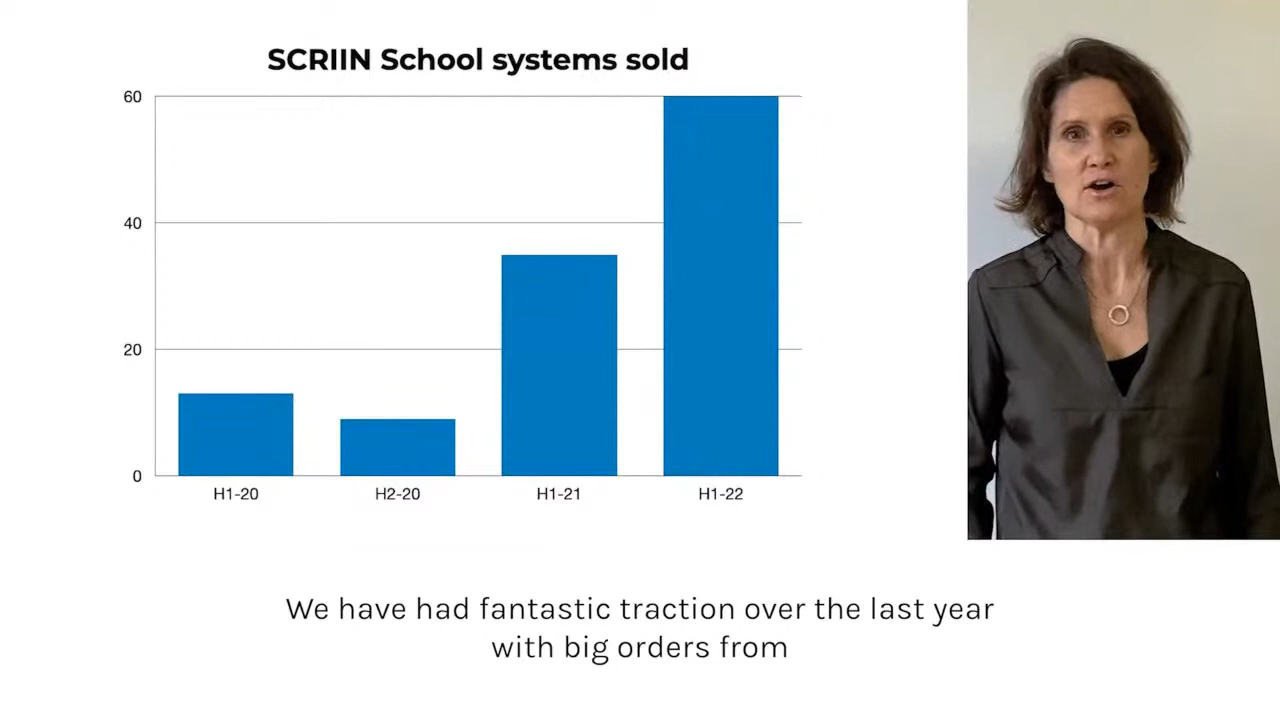 SCRIIN School systems sold
60
40
20
0
H1-20 H2-20 H1-21 H1-22
We have had fantastic traction over the last year
with big orders from